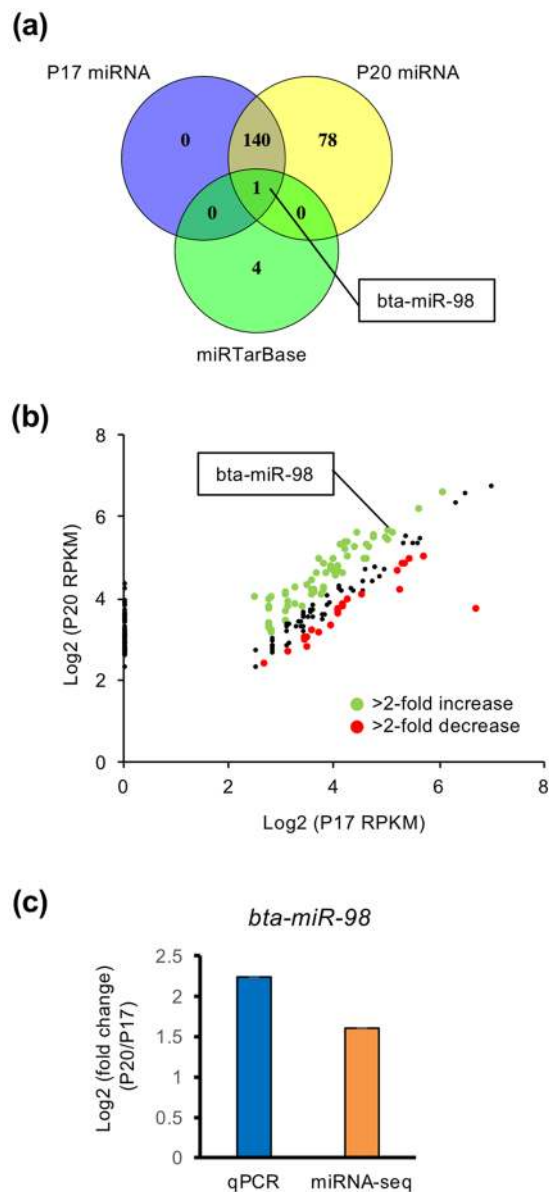 (a)
P17 miRNA
P20 miRNA
0
140
78
1
0
0
4
bta-miR-98
miRTarBase
(b)
8
6
4
2
0
Log2 (P20 RPKM)
bta-miR-98
>2-fold increase
>2-fold decrease
0
2
4
6
8
Log2 (P17 RPKM)
(c)
bta-miR-98
2.5
2
1.5
1
0.5
0
Log2 (fold change)
(P20/P17)
qPCR
miRNA-seq